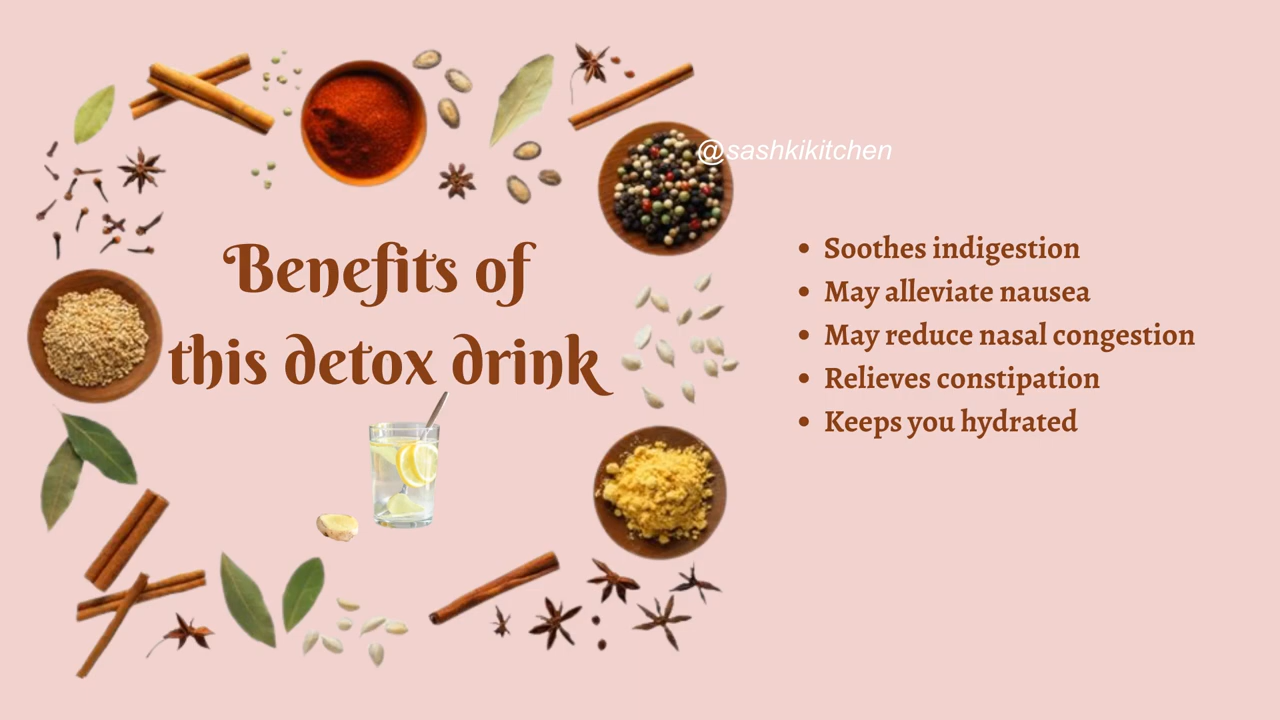 @sashkikitchen
Benefits of
this detox drink
• Soothes indigestion
• May alleviate nausea
• May reduce nasal congestion
• Relieves constipation
• Keeps you hydrated